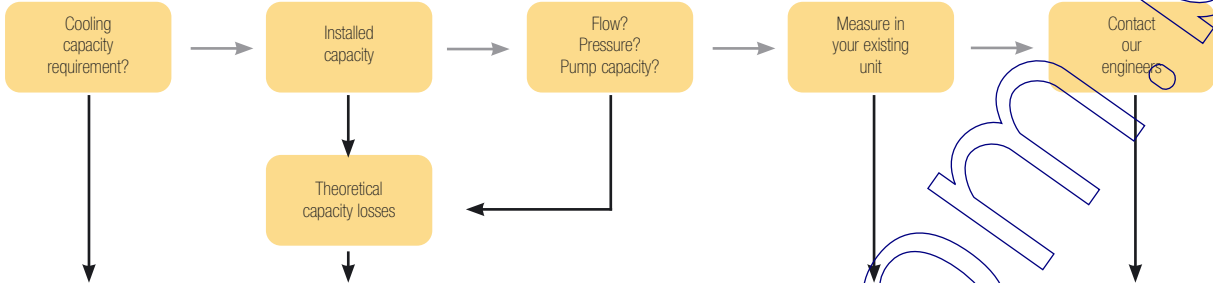 Cooling
capacity
requirement?
Installed
capacity
Flow?
Pressure?
Pump capacity?
Measure in
your existing
unit
Contact
our
engineers
Theoretical
capacity losses